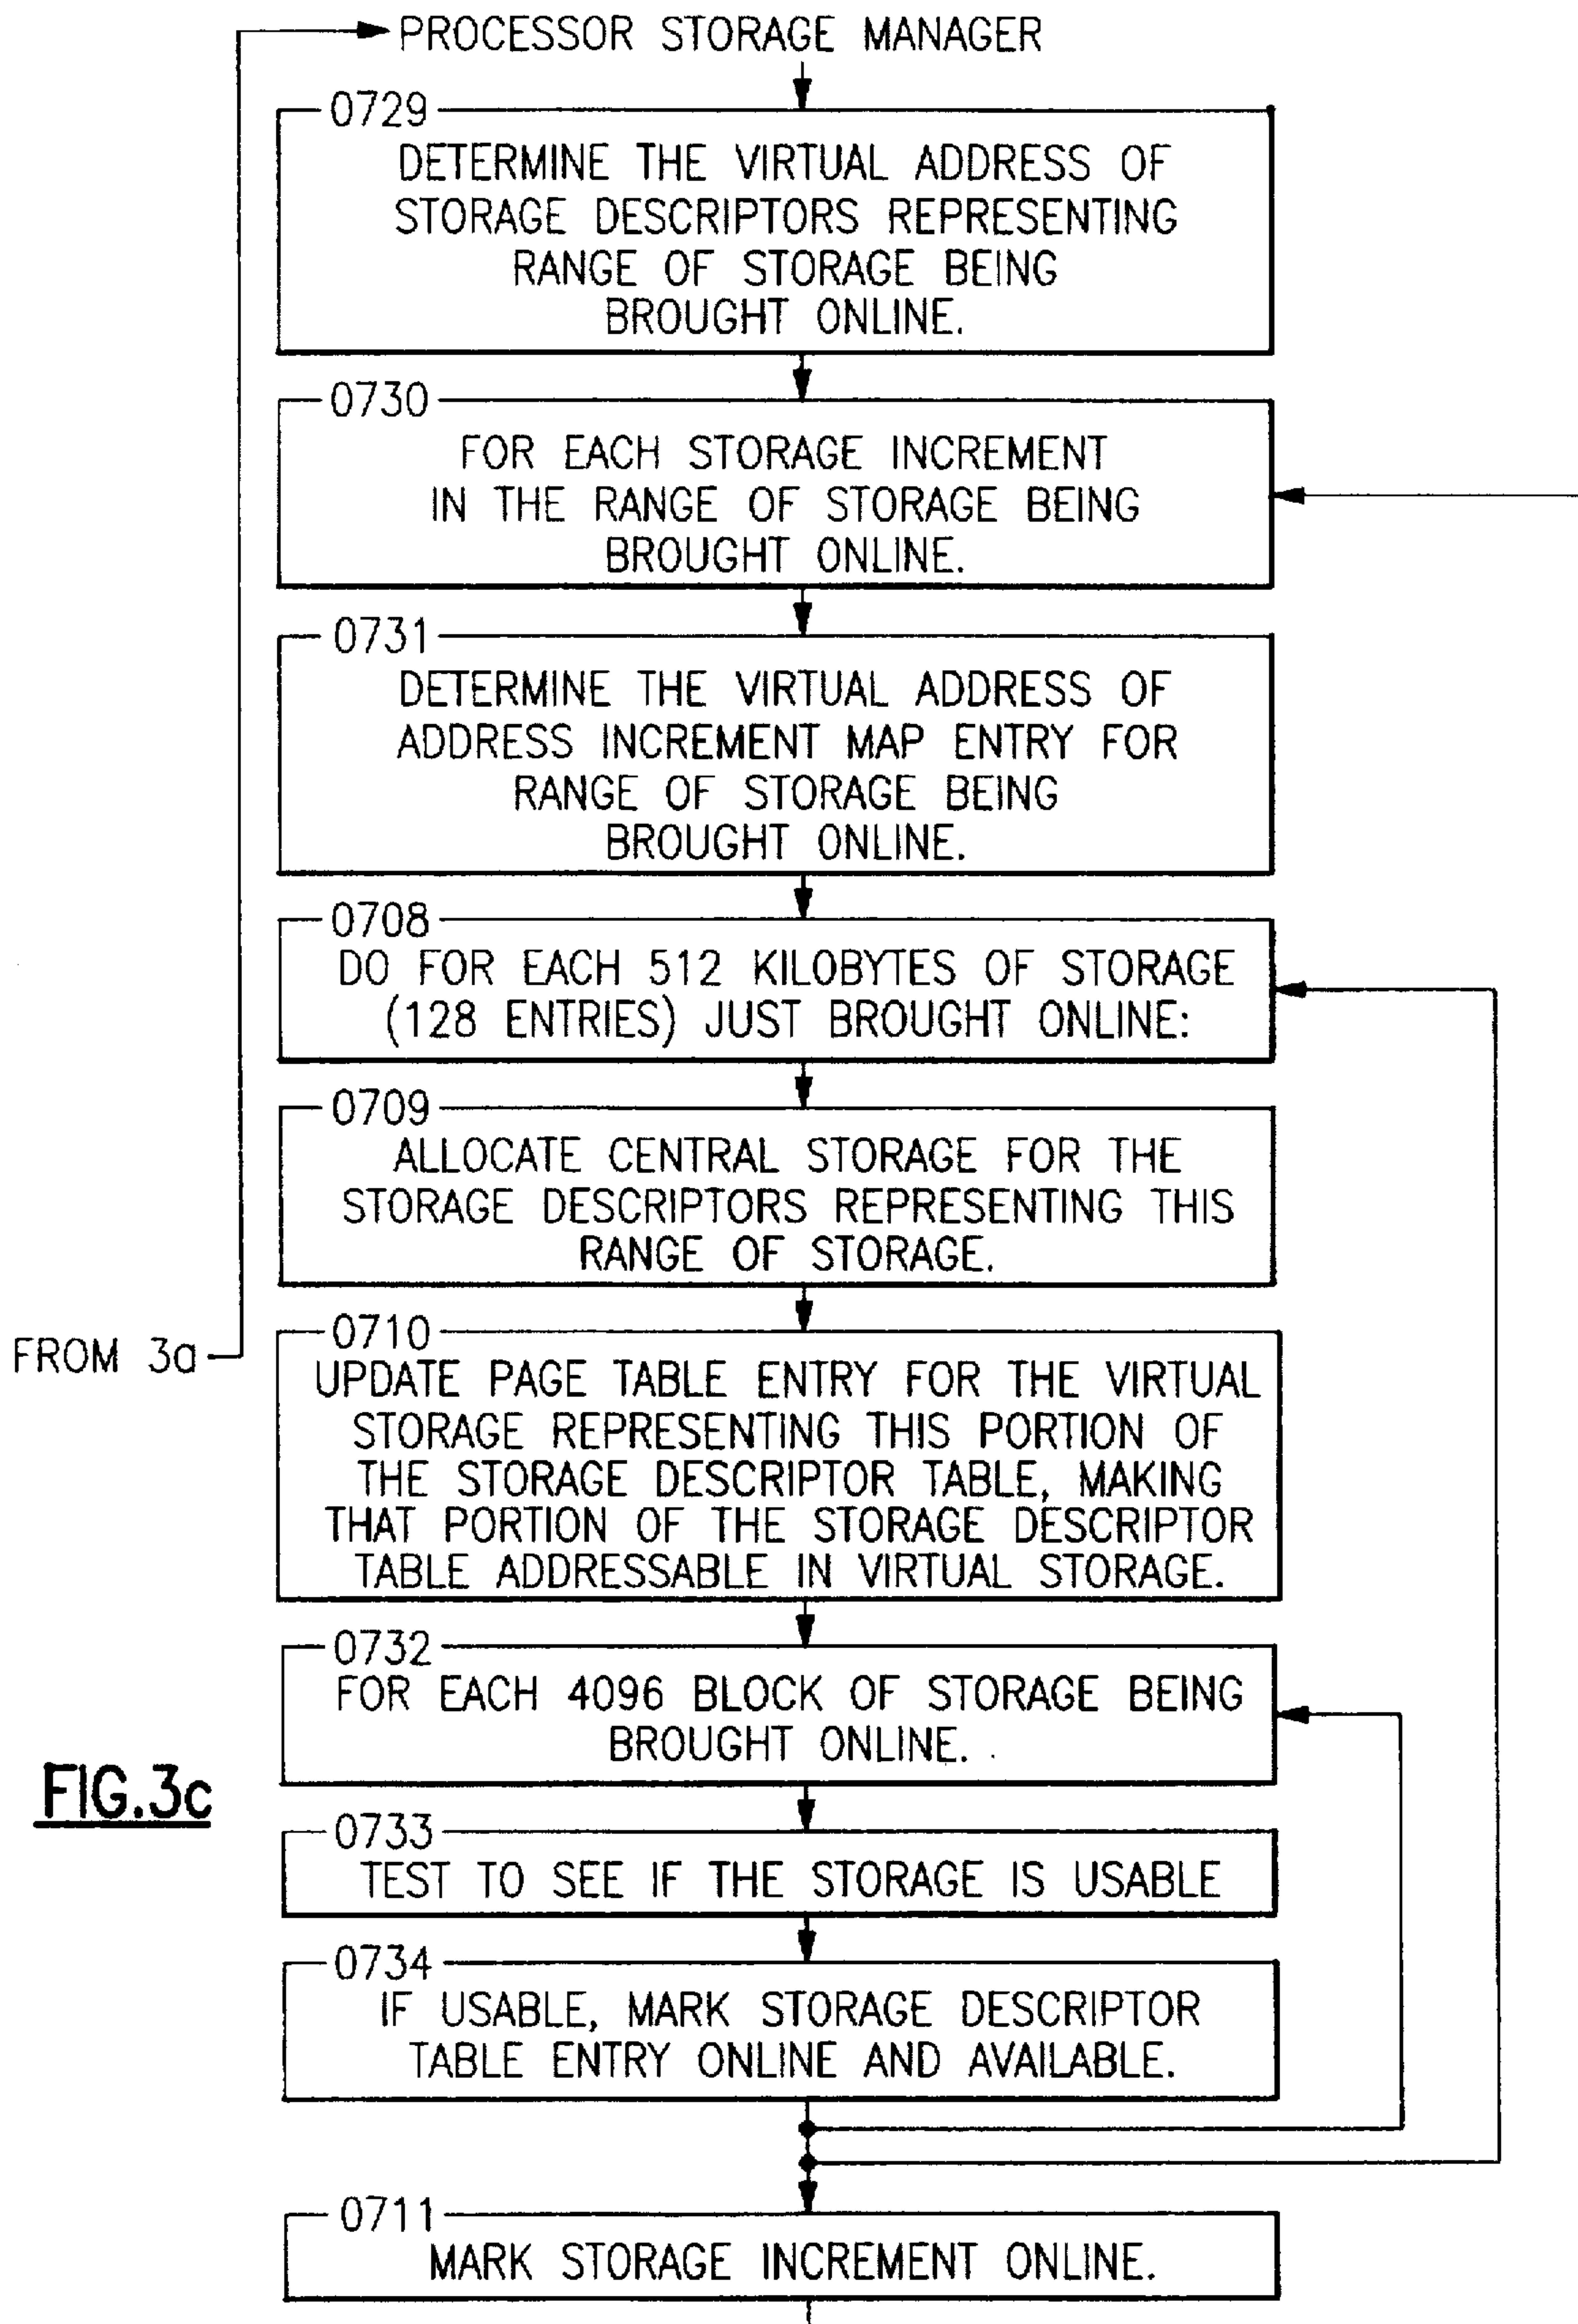 PROCESSOR STORAGE MANAGER
0729
DETERMINE THE VIRTUAL ADDRESS OF
STORAGE DESCRIPTORS REPRESENTING
RANGE OF STORAGE BEING
BROUGHT ONLINE.
0730
FOR EACH STORAGE INCREMENT
IN THE RANGE OF STORAGE BEING
BROUGHT ONLINE.
0731
DETERMINE THE VIRTUAL ADDRESS OF
ADDRESS INCREMENT MAP ENTRY FOR
RANGE OF STORAGE BEING
BROUGHT ONLINE.
0708
DO FOR EACH 512 KILOBYTES OF STORAGE
(128 ENTRIES) JUST BROUGHT ONLINE:
0709
ALLOCATE CENTRAL STORAGE FOR THE
STORAGE DESCRIPTORS REPRESENTING THIS
RANGE OF STORAGE.
FROM 3a
0710
UPDATE PAGE TABLE ENTRY FOR THE VIRTUAL
STORAGE REPRESENTING THIS PORTION OF
THE STORAGE DESCRIPTOR TABLE, MAKING
THAT PORTION OF THE STORAGE DESCRIPTOR
TABLE ADDRESSABLE IN VIRTUAL STORAGE.
0732
FOR EACH 4096 BLOCK OF STORAGE BEING
BROUGHT ONLINE.
FIG.3c
0733
TEST TO SEE IF THE STORAGE IS USABLE
0734
IF USABLE, MARK STORAGE DESCRIPTOR
TABLE ENTRY ONLINE AND AVAILABLE.
0711
MARK STORAGE INCREMENT ONLINE.